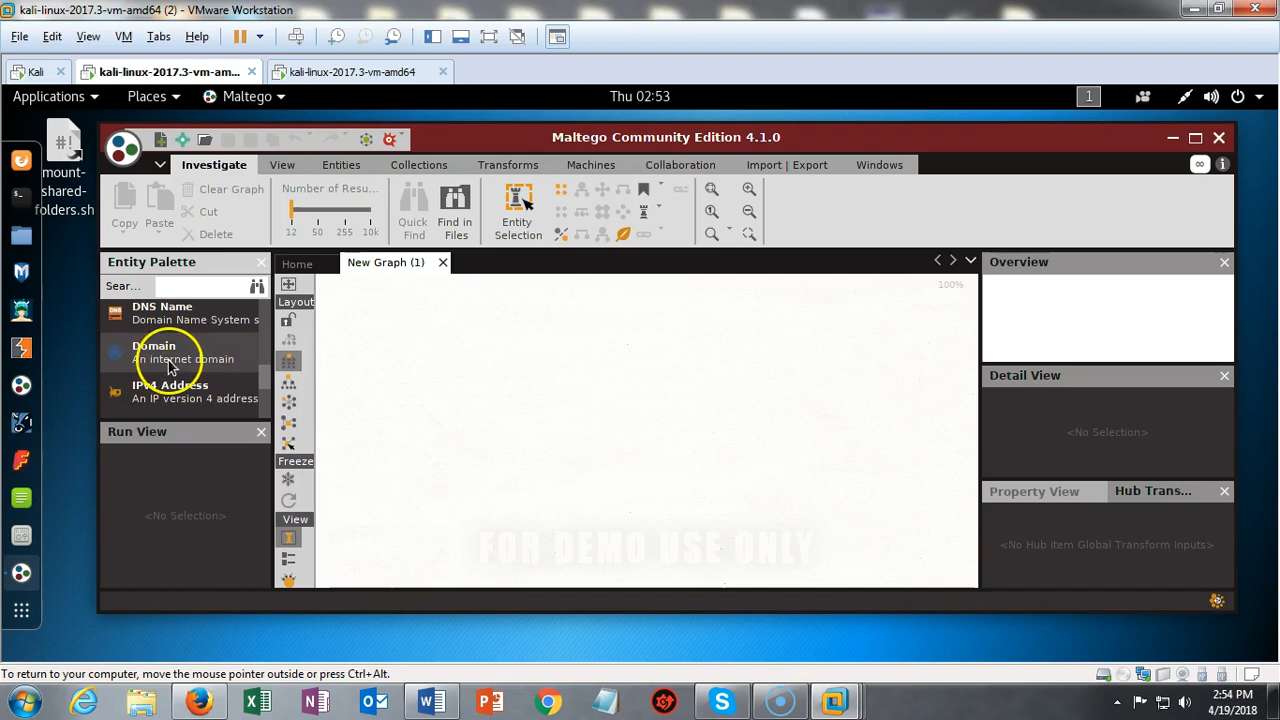 kali-linux-2017.3-vm-amd64 (2) - VMware Workstation
File Edit View VM Tabs Help
Kali kali-linux-2017.3-vm-am... kali-linux-2017.3-vm-amd64
Applications Places Maltego Thu 02:53 1
#!
mount-
shared-
folders.sh
Maltego Community Edition 4.1.0
Investigate View Entities Collections Transforms Machines Collaboration Import | Export Windows
Copy
Paste
Clear Graph
Cut
Delete
Number of Resu...
12 50 255 10k
Quick
Find
Find in
Files
Entity
Selection
Entity Palette
Sear...
DNS Name
Domain Name System s
Domain
An internet domain
IPv4 Address
An IP version 4 address
Run View
<No Selection>
Home New Graph (1)
100%
Layout
Freeze
View
FOR DEMO USE ONLY
Overview
Detail View
<No Selection>
Property View Hub Trans...
<No Hub Item Global Transform Inputs>
To return to your computer, move the mouse pointer outside or press Ctrl+Alt.
2:54 PM
4/19/2018